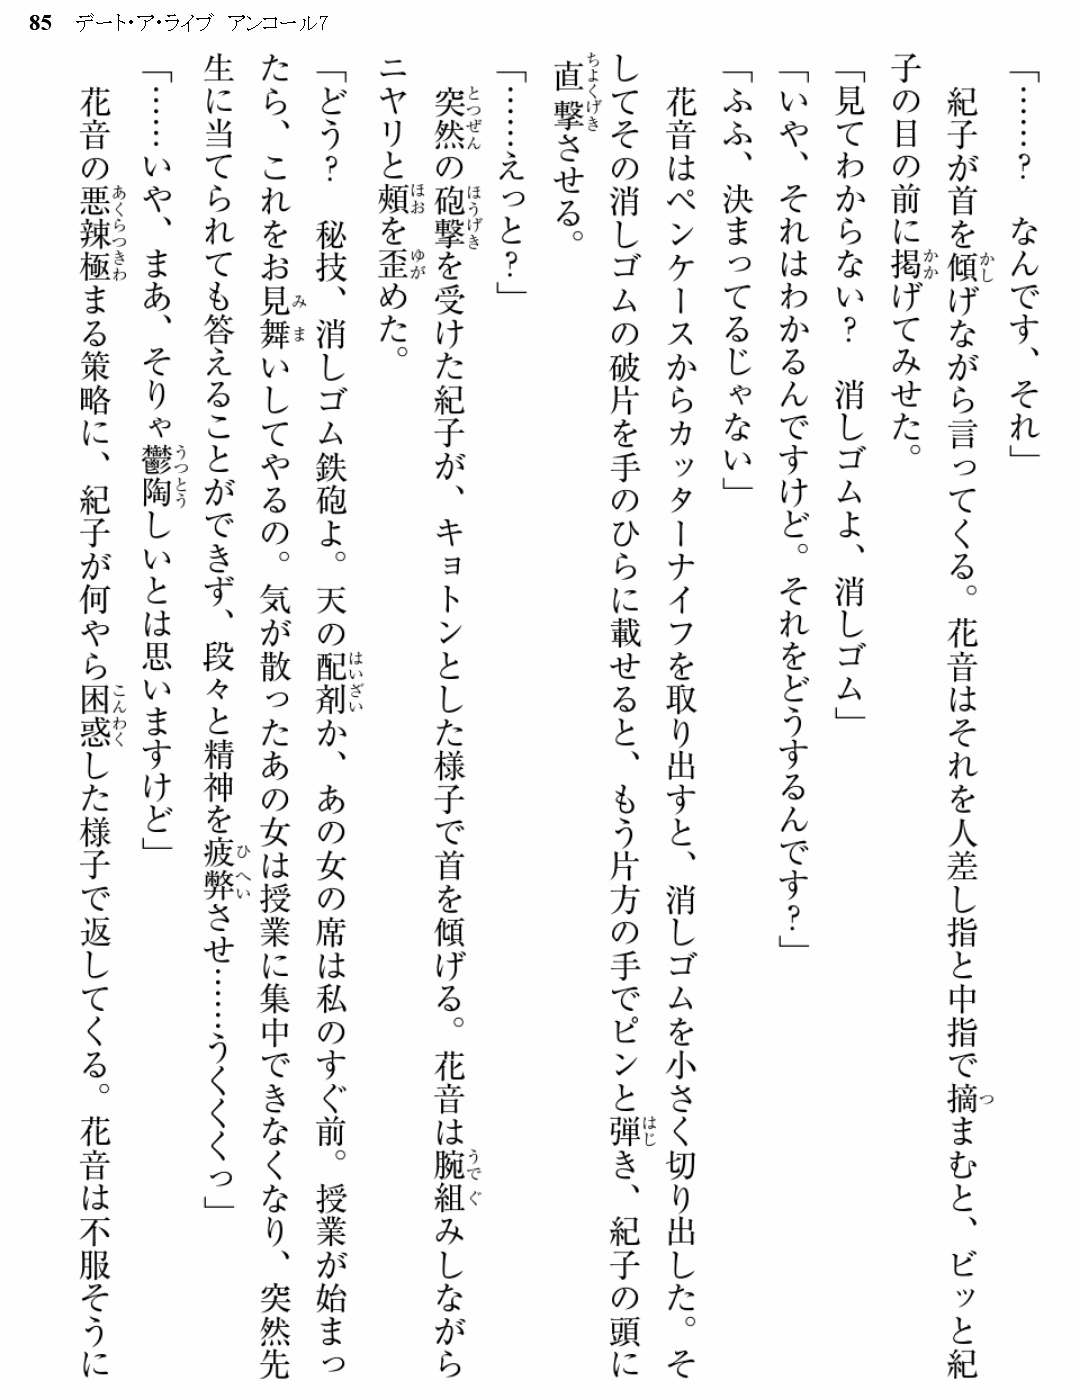 85 デート・ア・ライブ アンコール7
「……？　なんです、それ」
　紀子が首を傾げながら言ってくる。花音はそれを人差し指と中指で摘まむと、ビッと紀
子の目の前に掲げてみせた。
「見てわからない？　消しゴムよ、消しゴム」
「いや、それはわかるんですけど。それをどうするんです？」
「ふふ、決まってるじゃない」
　花音はペンケースからカッターナイフを取り出すと、消しゴムを小さく切り出した。そ
してその消しゴムの破片を手のひらに載せると、もう片方の手でピンと弾き、紀子の頭に
直撃させる。
「……えっと？」
　突然の砲撃を受けた紀子が、キョトンとした様子で首を傾げる。花音は腕組みしながら
ニヤリと頰を歪めた。
「どう？　秘技、消しゴム鉄砲よ。天の配剤か、あの女の席は私のすぐ前。授業が始まっ
たら、これをお見舞いしてやるの。気が散ったあの女は授業に集中できなくなり、突然先
生に当てられても答えることができず、段々と精神を疲弊させ……うくくくっ」
「……いや、まあ、そりゃ鬱陶しいとは思いますけど」
　花音の悪辣極まる策略に、紀子が何やら困惑した様子で返してくる。花音は不服そうに